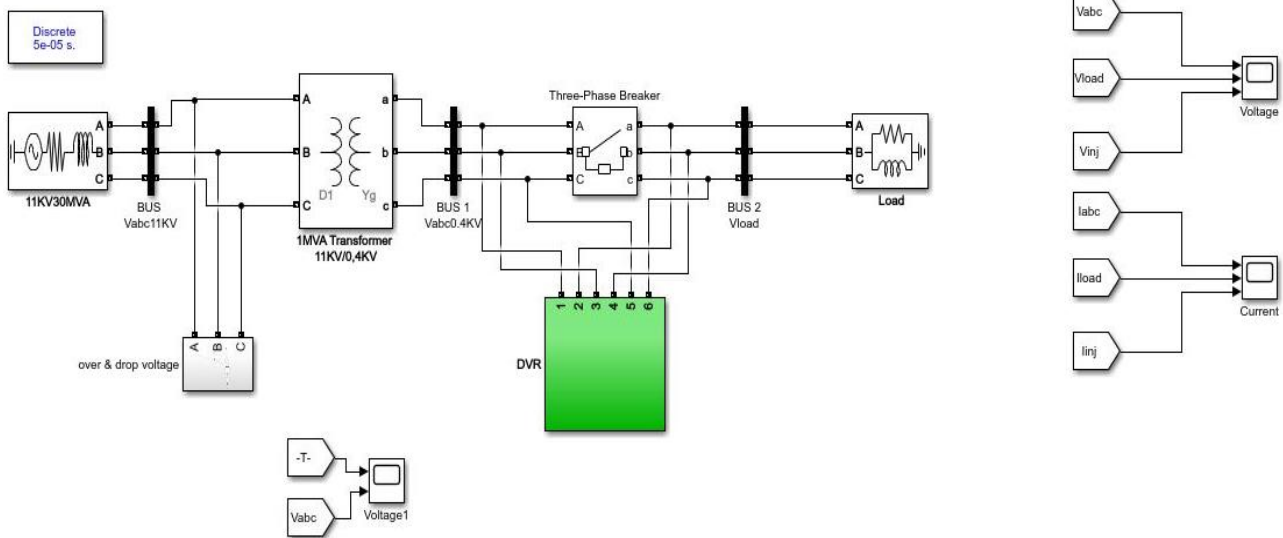 Discrete
5e-05 s.
A
B
C
11KV30MVA
BUS
Vabc11KV
A
B
C
D1
Yg
a
b
c
1MVA Transformer
11KV/0,4KV
BUS 1
Vabc0.4KV
Three-Phase Breaker
A
B
C
a
b
c
BUS 2
Vload
A
B
C
Load
A
B
C
over & drop voltage
1
2
3
4
5
6
DVR
-T-
Vabc
Voltage1
Vabc
Vload
Vinj
Voltage
Iabc
Iload
Iinj
Current